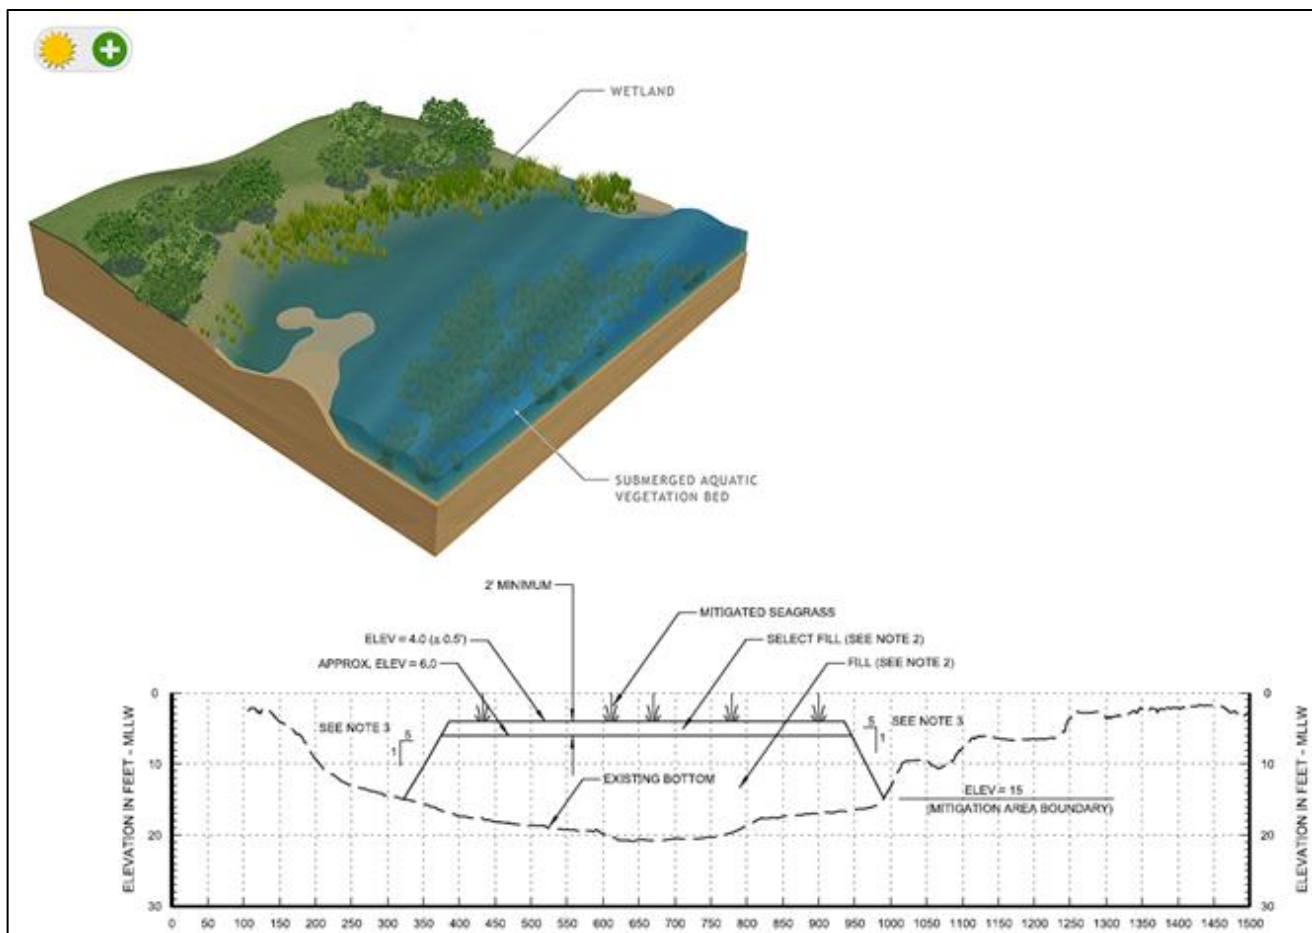 WETLAND
SUBMERGED AQUATIC
VEGETATION BED
2' MINIMUM
MITIGATED SEAGRASS
ELEV = 4.0 (± 0.5')
SELECT FILL (SEE NOTE 2)
APPROX. ELEV = 6.0
FILL (SEE NOTE 2)
0
0
SEE NOTE 3
5
1
5
1
SEE NOTE 3
10
10
EXISTING BOTTOM
ELEV = 15
(MITIGATION AREA BOUNDARY)
20
20
30
30
ELEVATION IN FEET - MLLW
ELEVATION IN FEET - MLLW
0 50 100 150 200 250 300 350 400 450 500 550 600 650 700 750 800 850 900 950 1000 1050 1100 1150 1200 1250 1300 1350 1400 1450 1500